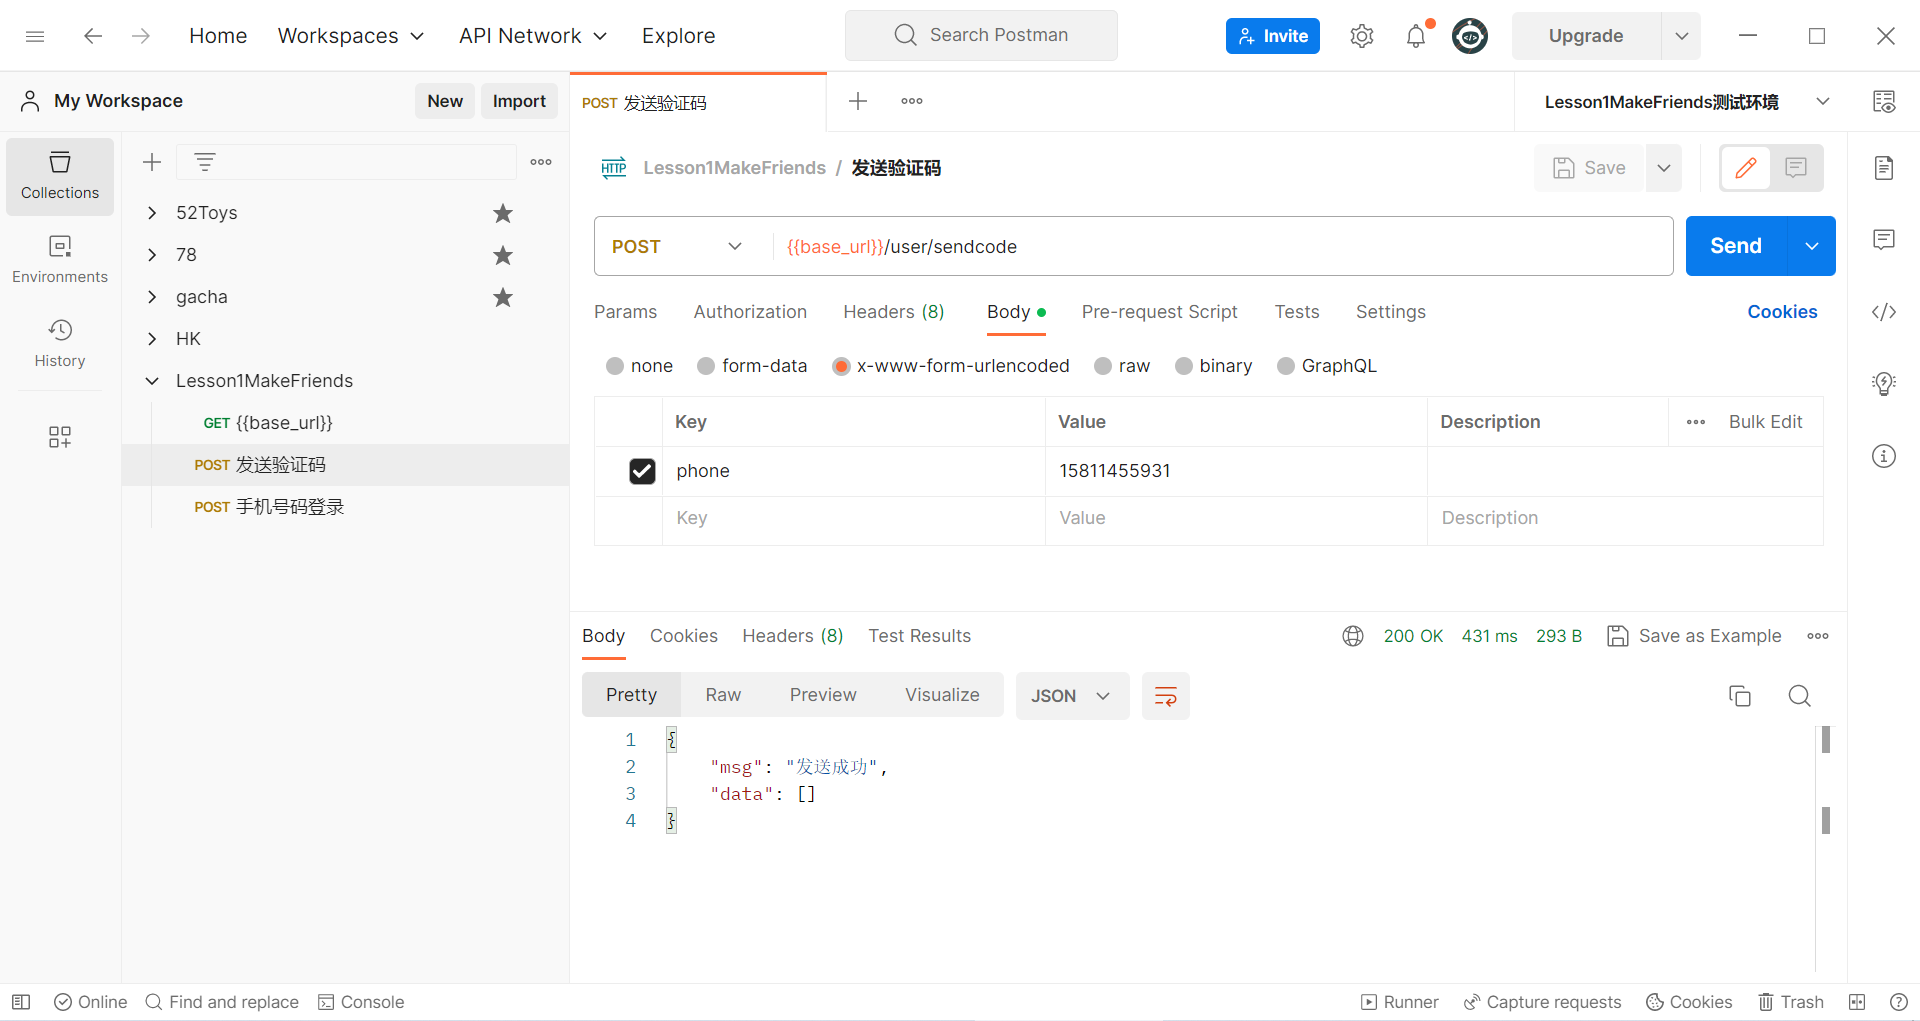 Home Workspaces API Network Explore Search Postman Invite Upgrade
My Workspace New Import POST 发送验证码 Lesson1MakeFriends测试环境
Collections
Environments
History
52Toys
78
gacha
HK
Lesson1MakeFriends
GET {{base_url}}
POST 发送验证码
POST 手机号码登录
HTTP Lesson1MakeFriends / 发送验证码 Save
POST {{base_url}}/user/sendcode Send
Params Authorization Headers (8) Body Pre-request Script Tests Settings Cookies
none form-data x-www-form-urlencoded raw binary GraphQL
Key Value Description Bulk Edit
phone 15811455931
Key Value Description
Body Cookies Headers (8) Test Results 200 OK 431 ms 293 B Save as Example
Pretty Raw Preview Visualize JSON
1 {
2 "msg": "发送成功",
3 "data": []
4 }
Online Find and replace Console Runner Capture requests Cookies Trash